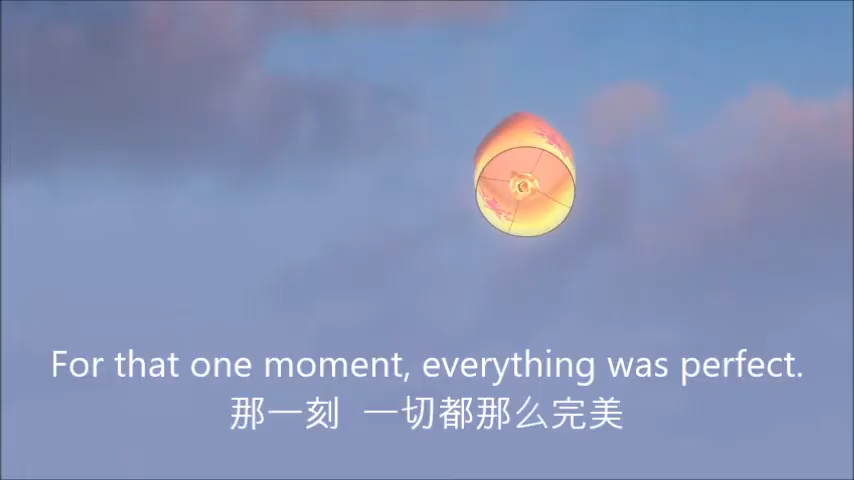 For that one moment, everything was perfect.
那一刻 一切都那么完美